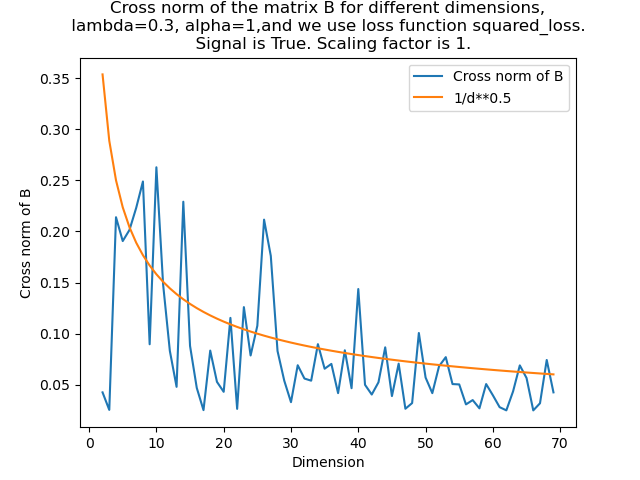 Cross norm of the matrix B for different dimensions,
lambda=0.3, alpha=1,and we use loss function squared_loss.
Signal is True. Scaling factor is 1.
Cross norm of B
1/d**0.5
0.35
0.30
0.25
0.20
0.15
0.10
0.05
Cross norm of B
0 10 20 30 40 50 60 70
Dimension